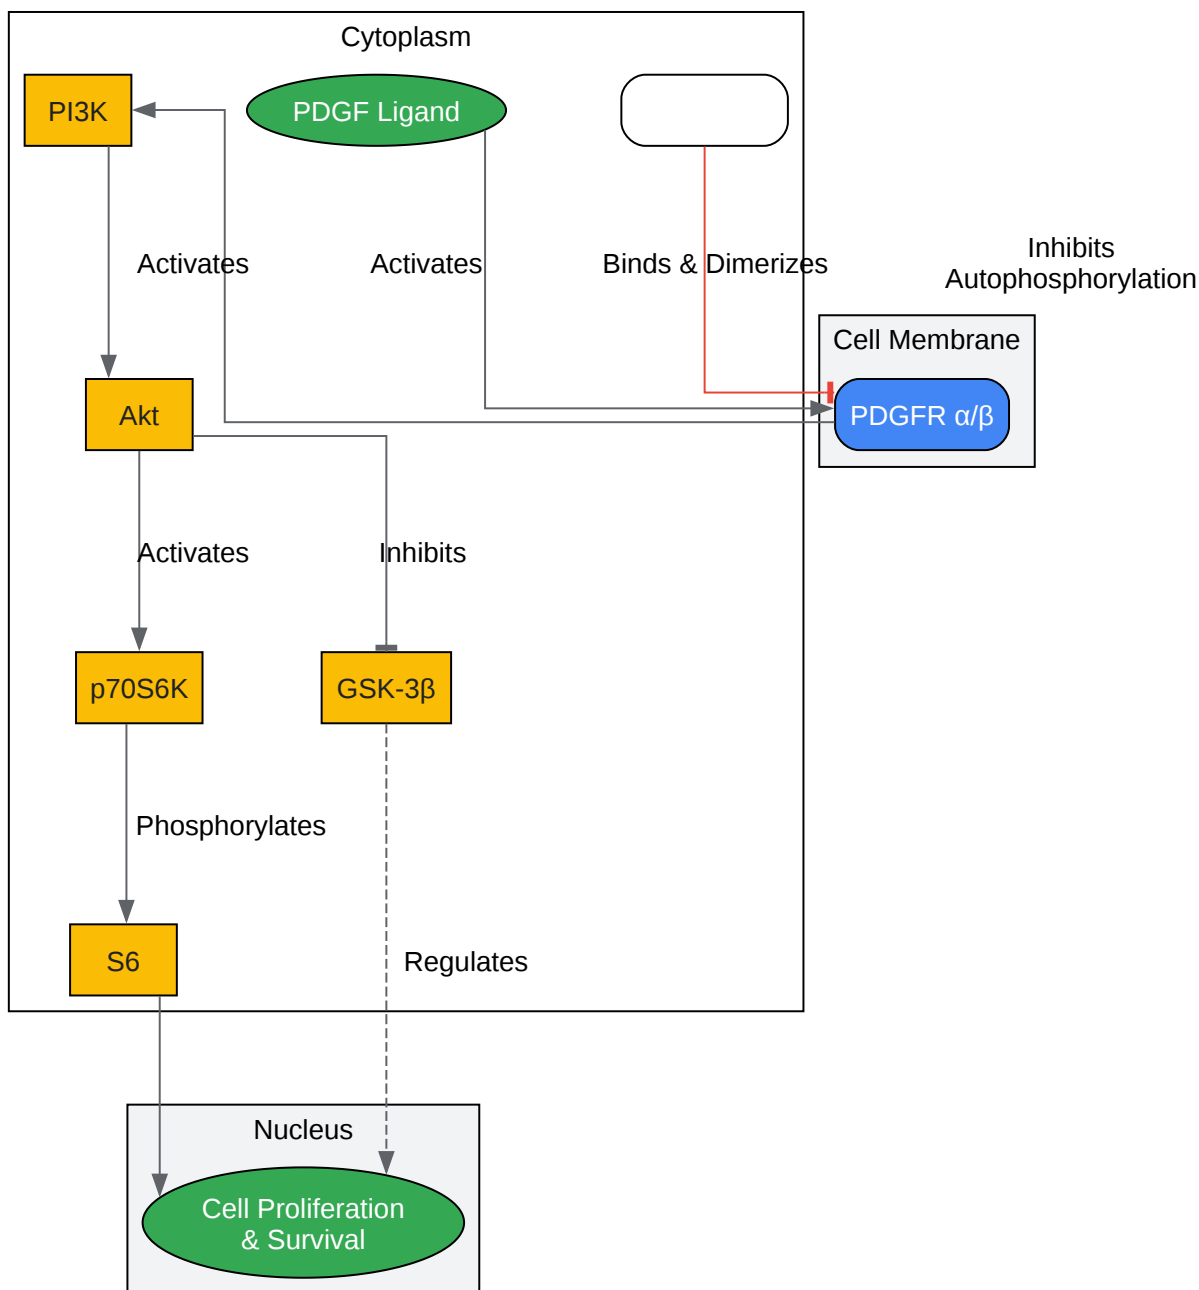 Cytoplasm
PI3K
PDGF Ligand
Activates
Activates
Binds & Dimerizes
Inhibits
Autophosphorylation
Cell Membrane
PDGFR α/β
Akt
Activates
Inhibits
p70S6K
GSK-3β
Phosphorylates
S6
Regulates
Nucleus
Cell Proliferation
& Survival